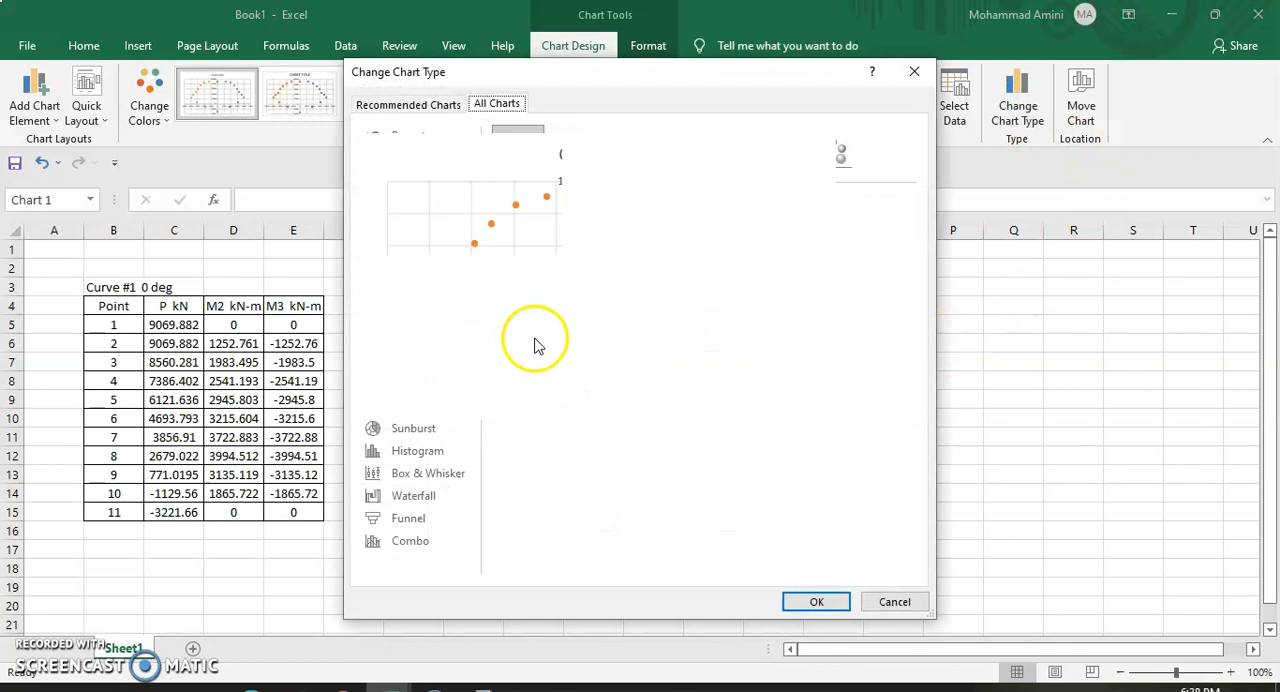 Book1 - Excel
Chart Tools
Mohammad Amini MA
File Home Insert Page Layout Formulas Data Review View Help Chart Design Format Tell me what you want to do Share
Add Chart Element
Quick Layout
Change Colors
Chart Layouts
Select Data
Change Chart Type
Type
Move Chart
Location
Change Chart Type ?
Recommended Charts All Charts
Chart 1 fx
A B C D E P Q R S T U
1
2
3 Curve #1 0 deg
4 Point P kN M2 kN-m M3 kN-m
5 1 9069.882 0 0
6 2 9069.882 1252.761 -1252.76
7 3 8560.281 1983.495 -1983.5
8 4 7386.402 2541.193 -2541.19
9 5 6121.636 2945.803 -2945.8
10 6 4693.793 3215.604 -3215.6
11 7 3856.91 3722.883 -3722.88
12 8 2679.022 3994.512 -3994.51
13 9 771.0195 3135.119 -3135.12
14 10 -1129.56 1865.722 -1865.72
15 11 -3221.66 0 0
16
17
18
19
20
21
Sunburst
Histogram
Box & Whisker
Waterfall
Funnel
Combo
OK Cancel
Sheet1
RECORDED WITH
SCREENCAST MATIC
Ready
100%